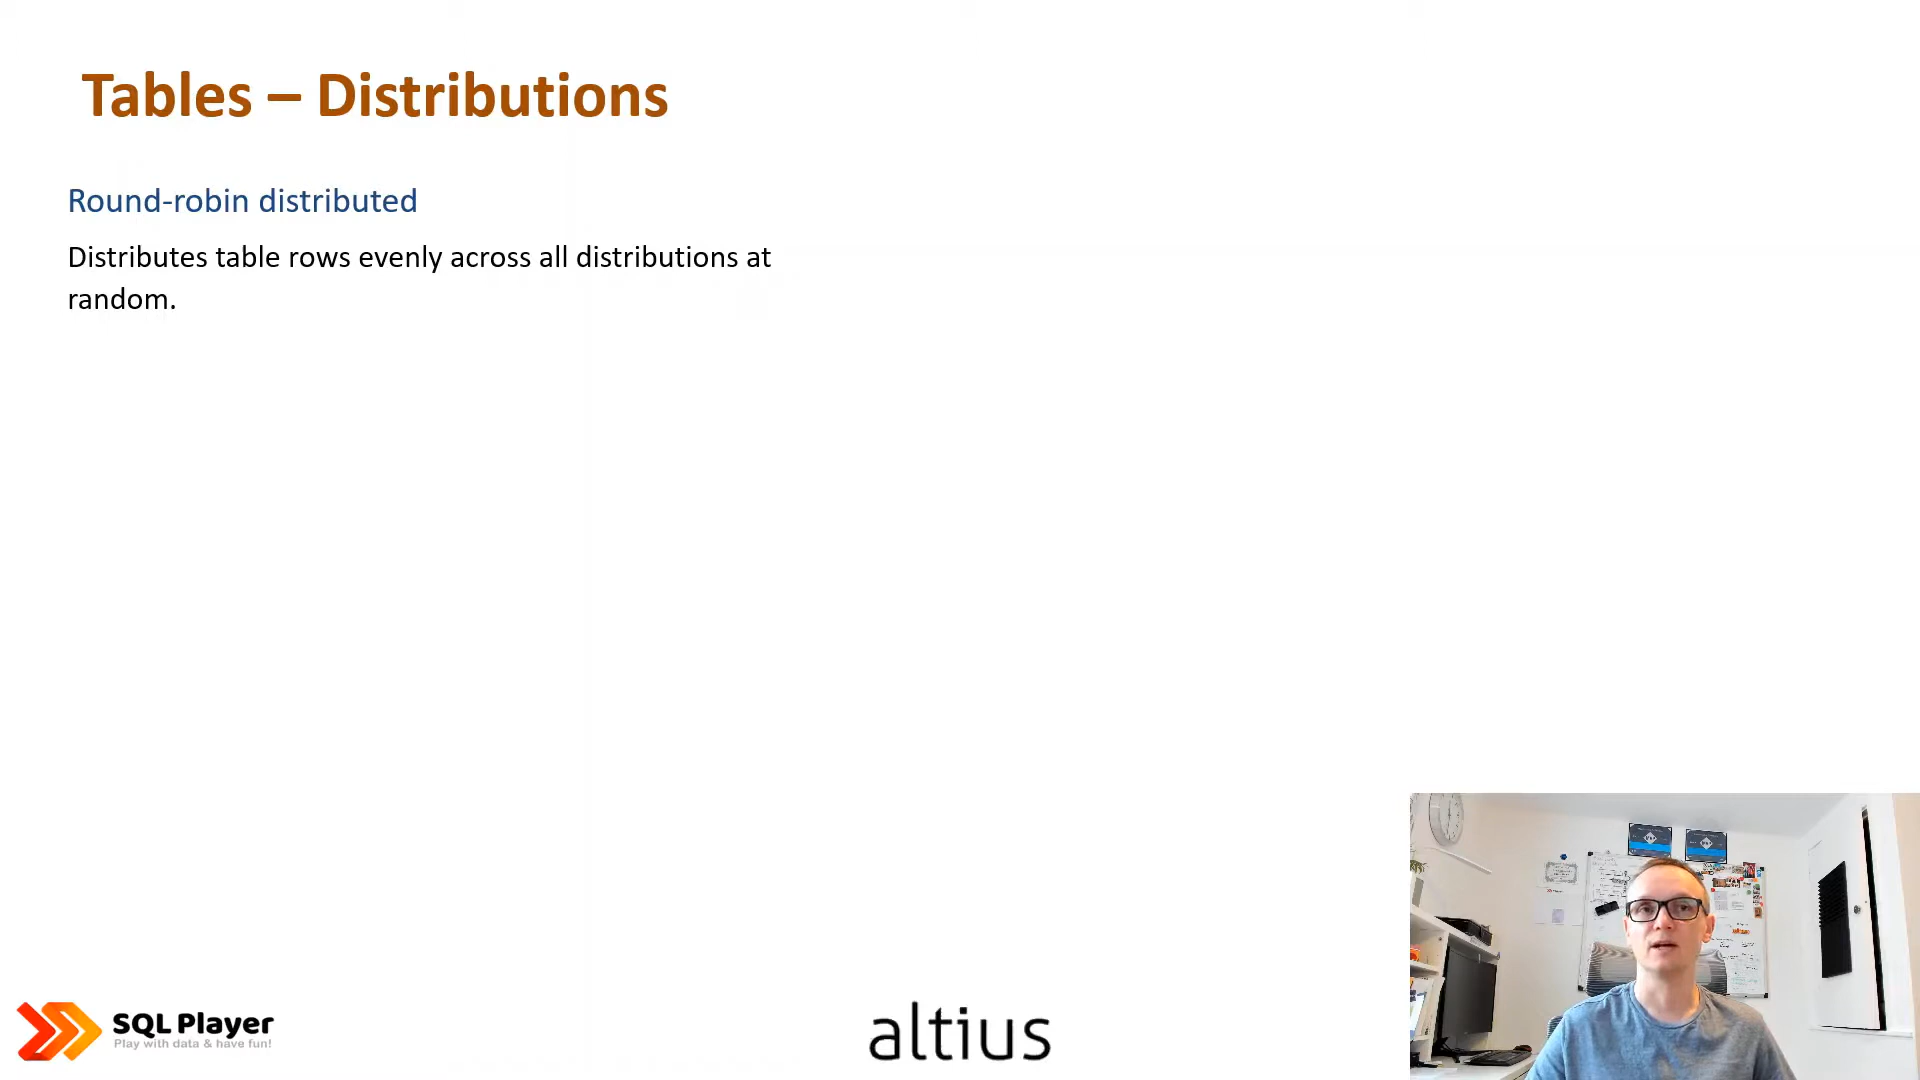 Tables – Distributions
Round-robin distributed
Distributes table rows evenly across all distributions at
random.
SQL Player
Play with data & have fun!
altius